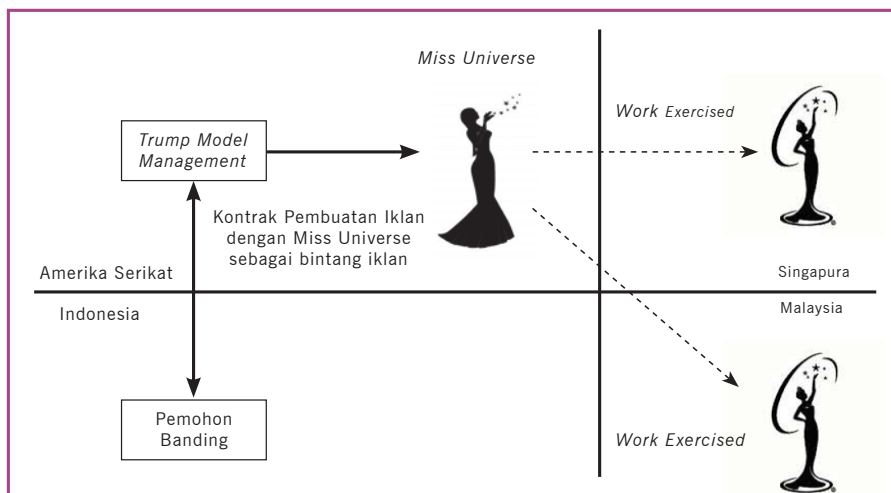 Miss Universe
Work Exercised
Trump Model
Management
Kontrak Pembuatan Iklan
dengan Miss Universe
sebagai bintang iklan
Amerika Serikat
Singapura
Indonesia
Malaysia
Pemohon
Banding
Work Exercised